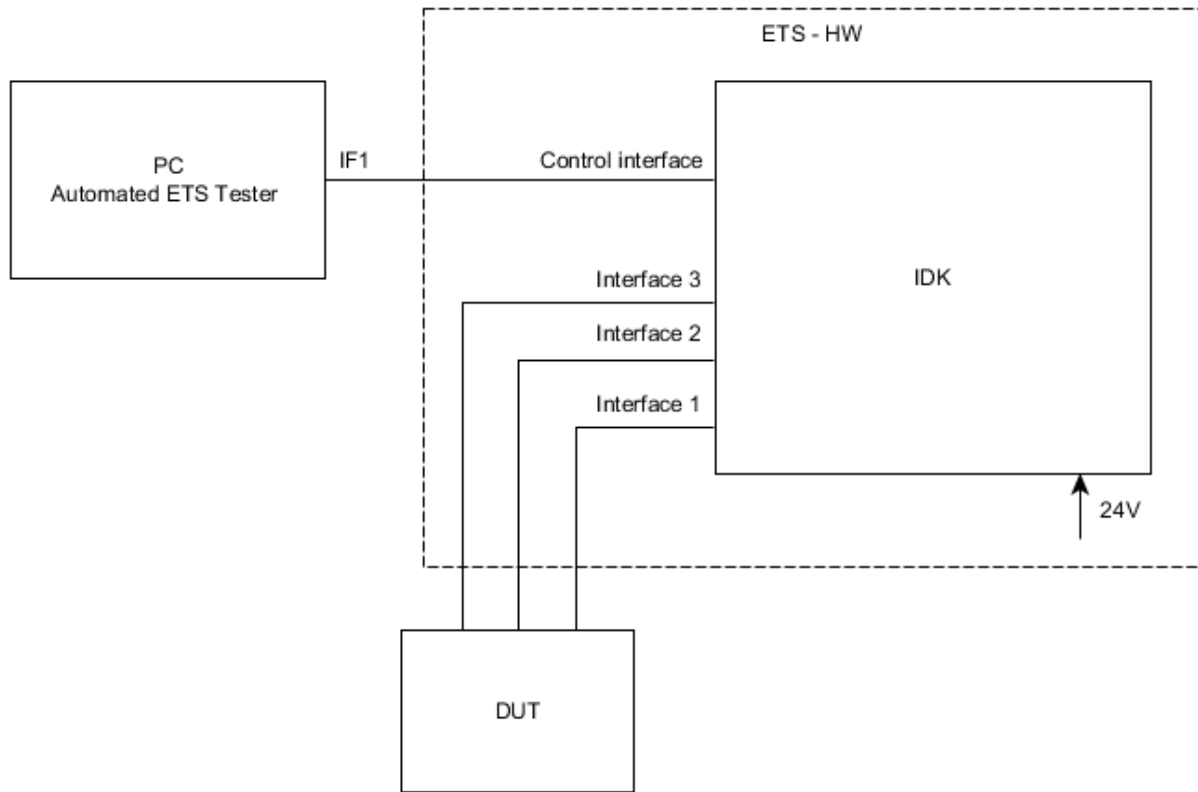 ETS - HW
PC
Automated ETS Tester
IF1
Control interface
Interface 3
IDK
Interface 2
Interface 1
24V
DUT